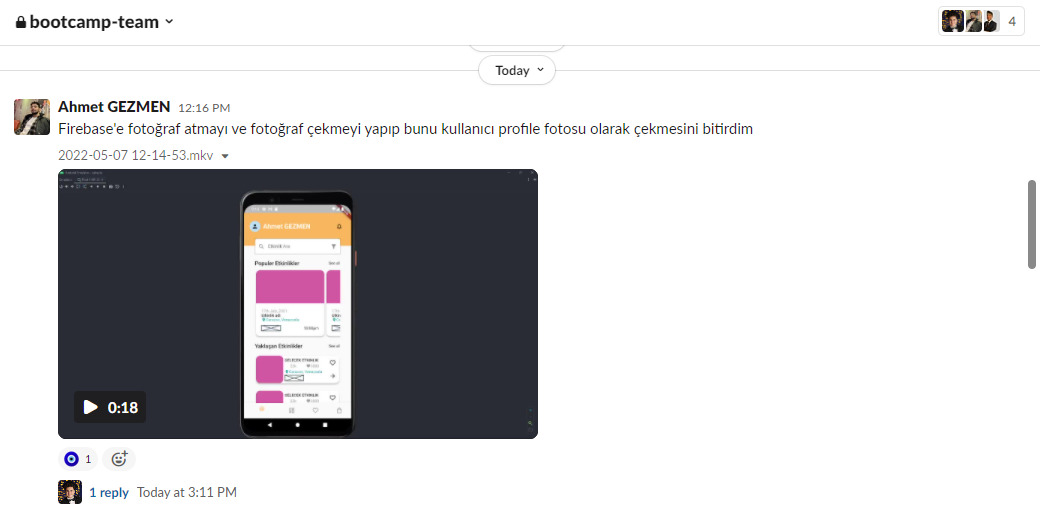 bootcamp-team
4
Today
Ahmet GEZMEN 12:16 PM
Firebase'e fotoğraf atmayı ve fotoğraf çekmeyi yapıp bunu kullanıcı profile fotosu olarak çekmesini bitirdim
2022-05-07 12-14-53.mkv
Ahmet GEZMEN
Etkinlik Ara
Populer Etkinlikler
See all
Yaklaşan Etkinlikler
See all
0:18
1
1 reply Today at 3:11 PM